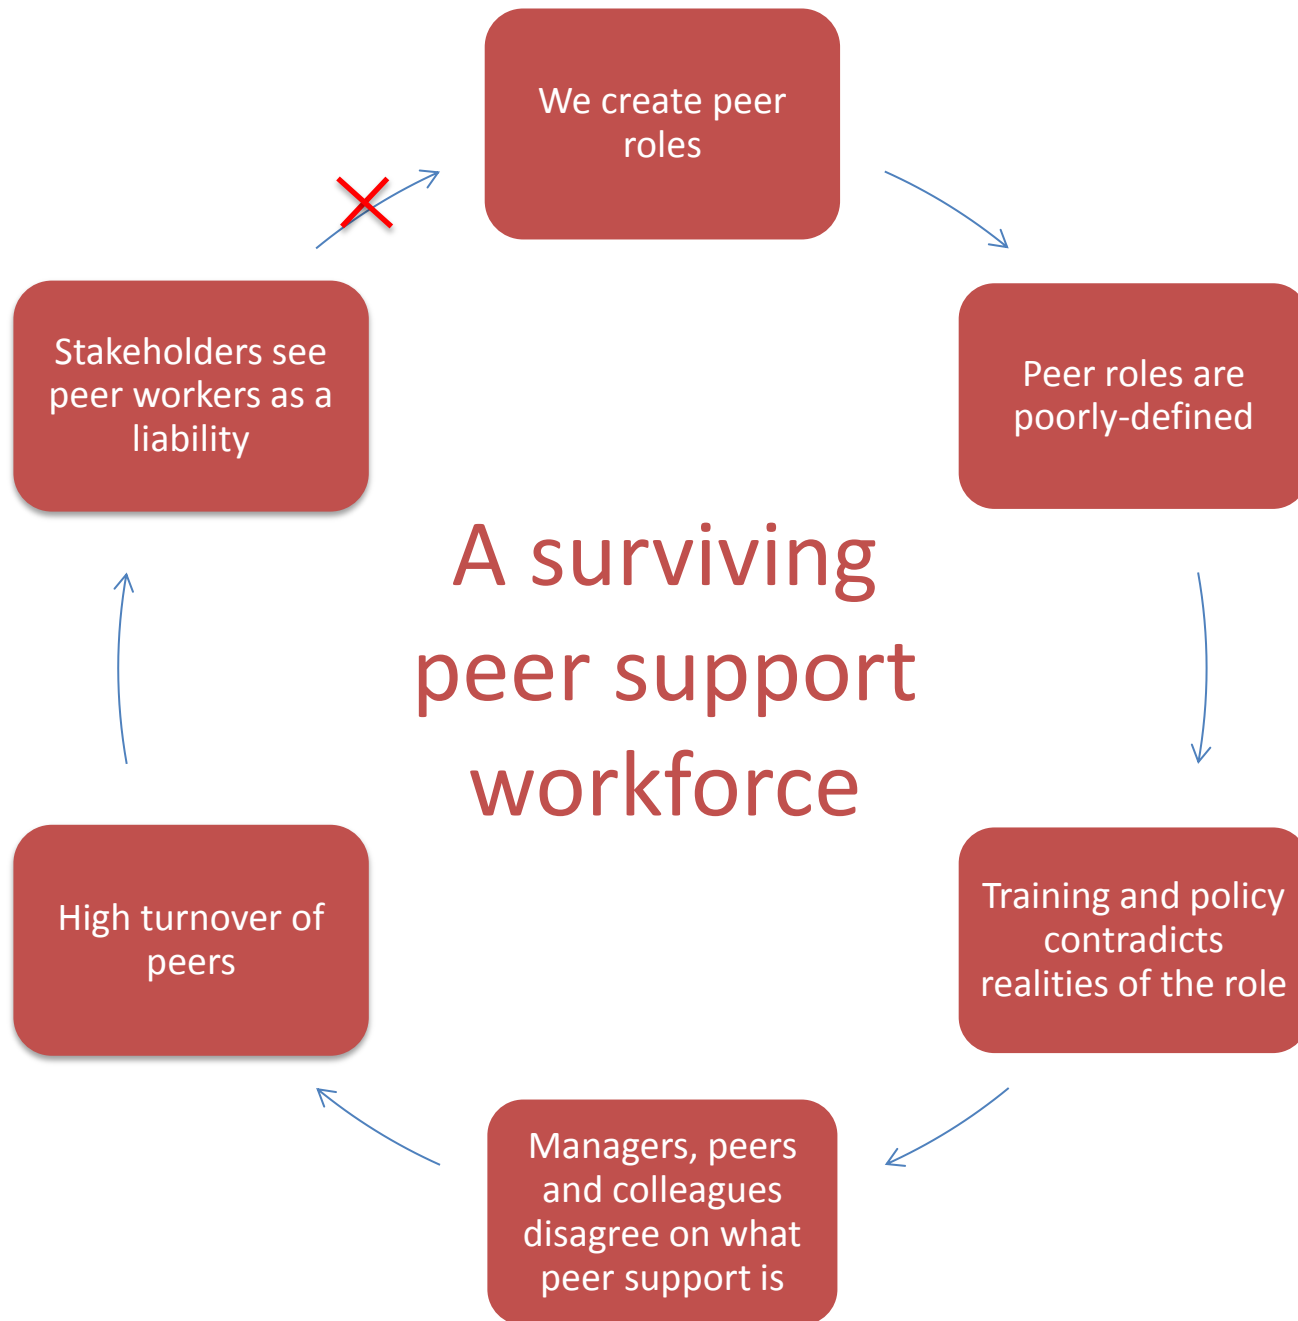 We create peer
roles
Peer roles are
poorly-defined
Training and policy
contradicts
realities of the role
Managers, peers
and colleagues
disagree on what
peer support is
High turnover of
peers
Stakeholders see
peer workers as a
liability
A surviving
peer support
workforce